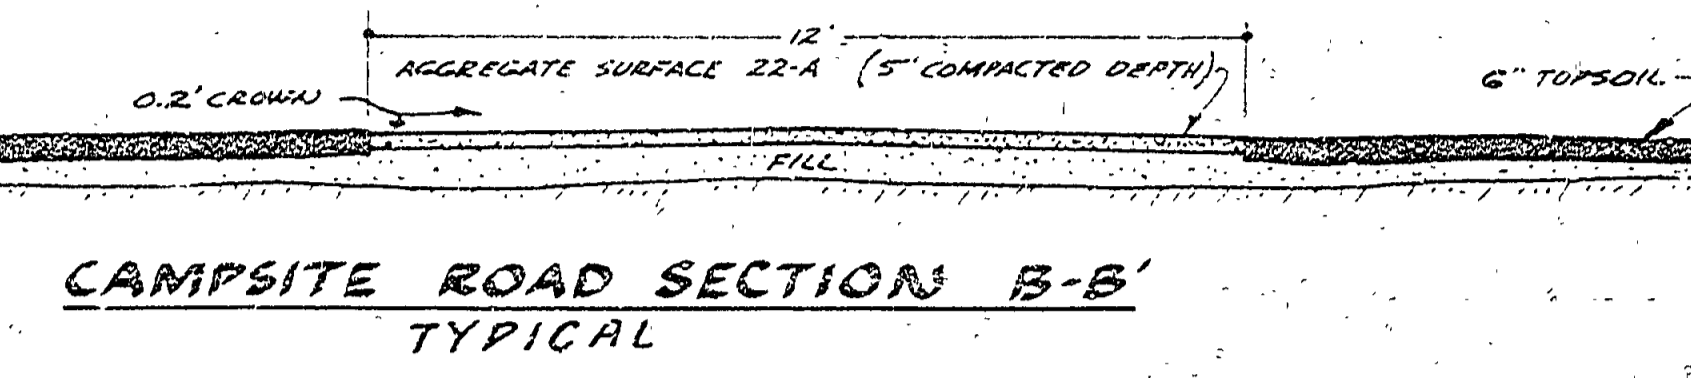 12'
AGGREGATE SURFACE 22-A (5" COMPACTED DEPTH)
0.2' CROWN
6" TOPSOIL
FILL
CAMPSITE ROAD SECTION B-B'
TYPICAL